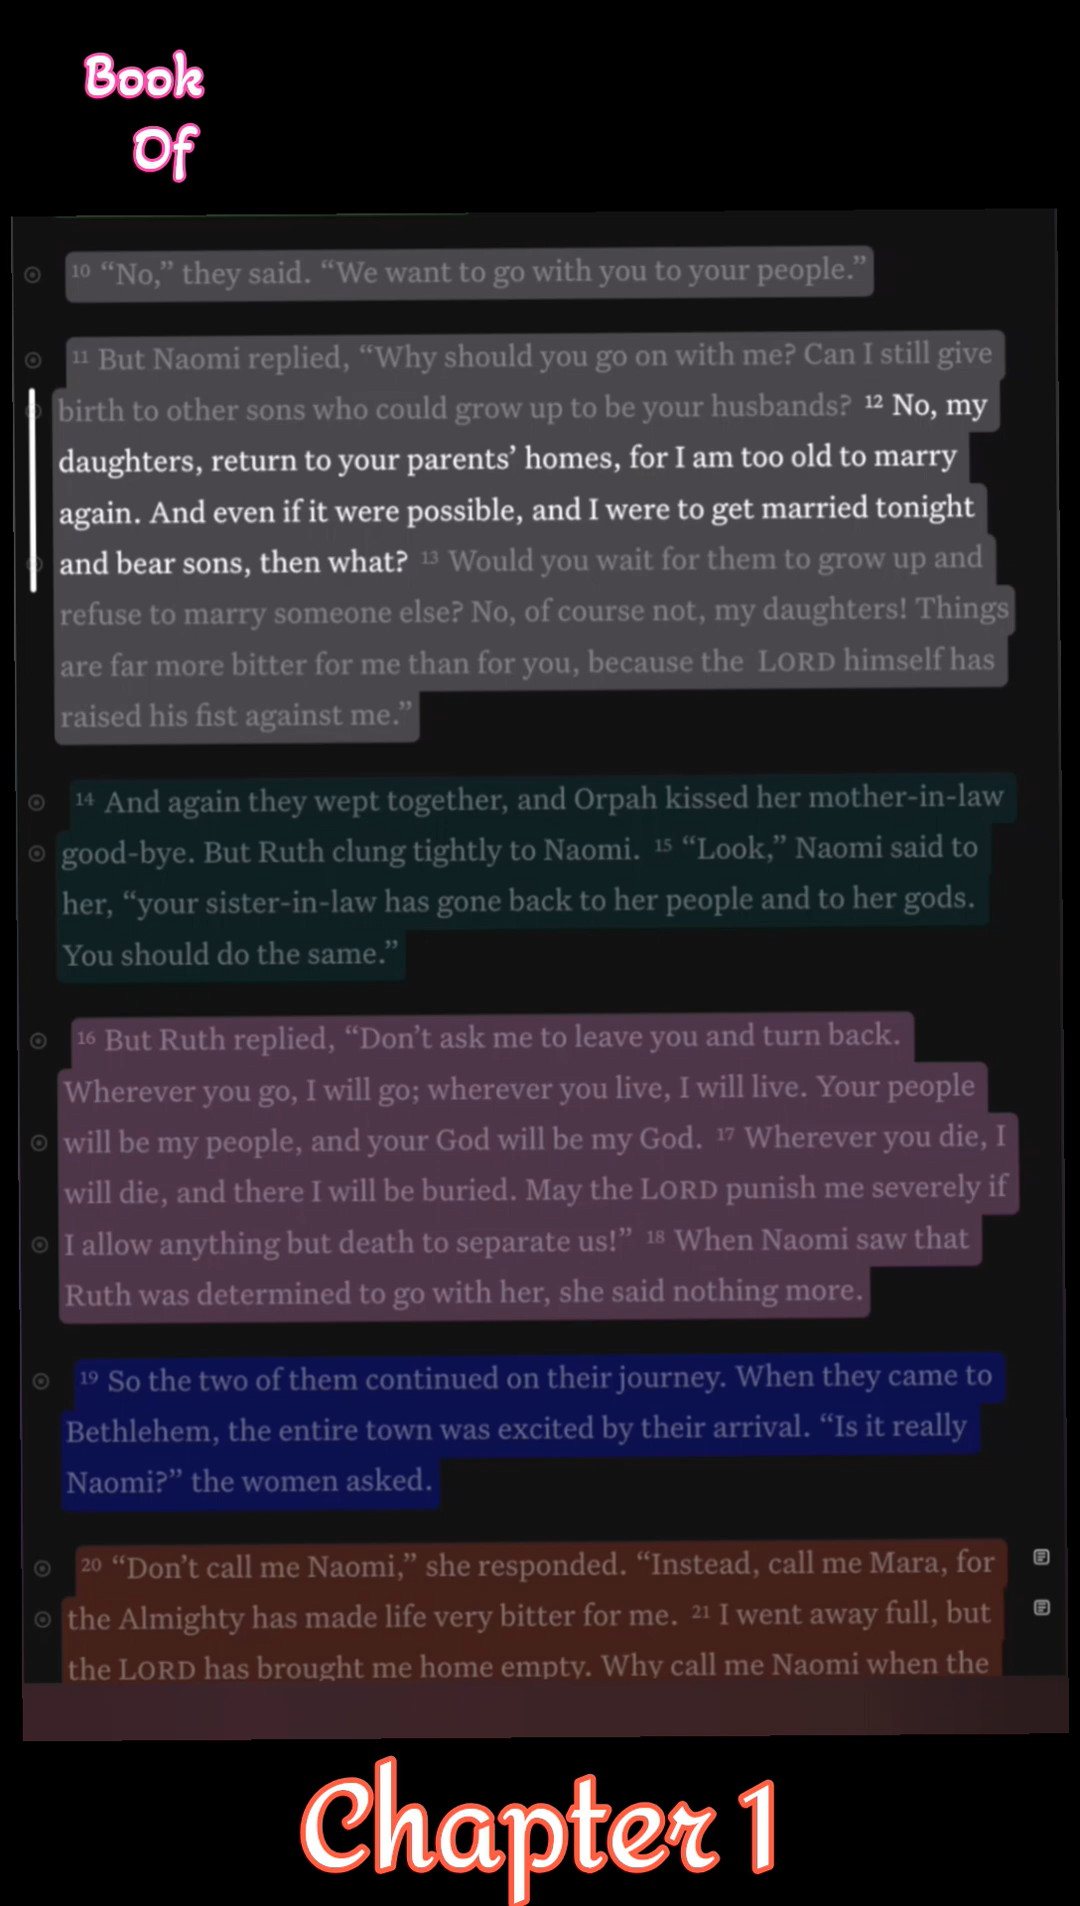 Book
Of
10 “No,” they said. “We want to go with you to your people.”
11 But Naomi replied, “Why should you go on with me? Can I still give
birth to other sons who could grow up to be your husbands? 12 No, my
daughters, return to your parents’ homes, for I am too old to marry
again. And even if it were possible, and I were to get married tonight
and bear sons, then what? 13 Would you wait for them to grow up and
refuse to marry someone else? No, of course not, my daughters! Things
are far more bitter for me than for you, because the LORD himself has
raised his fist against me.”
14 And again they wept together, and Orpah kissed her mother-in-law
good-bye. But Ruth clung tightly to Naomi. 15 “Look,” Naomi said to
her, “your sister-in-law has gone back to her people and to her gods.
You should do the same.”
16 But Ruth replied, “Don’t ask me to leave you and turn back.
Wherever you go, I will go; wherever you live, I will live. Your people
will be my people, and your God will be my God. 17 Wherever you die, I
will die, and there I will be buried. May the LORD punish me severely if
I allow anything but death to separate us!” 18 When Naomi saw that
Ruth was determined to go with her, she said nothing more.
19 So the two of them continued on their journey. When they came to
Bethlehem, the entire town was excited by their arrival. “Is it really
Naomi?” the women asked.
20 “Don’t call me Naomi,” she responded. “Instead, call me Mara, for
the Almighty has made life very bitter for me. 21 I went away full, but
the LORD has brought me home empty. Why call me Naomi when the
Chapter 1